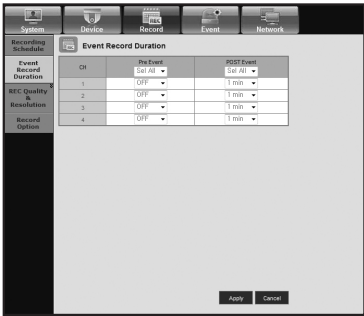 System Device Record Event Network
Recording
Schedule
Event
Record
Duration
REC Quality
&
Resolution
Record
Option
Event Record Duration
CH Pre Event POST Event
Sel All Sel All
1 OFF 1 min
2 OFF 1 min
3 OFF 1 min
4 OFF 1 min
Apply Cancel